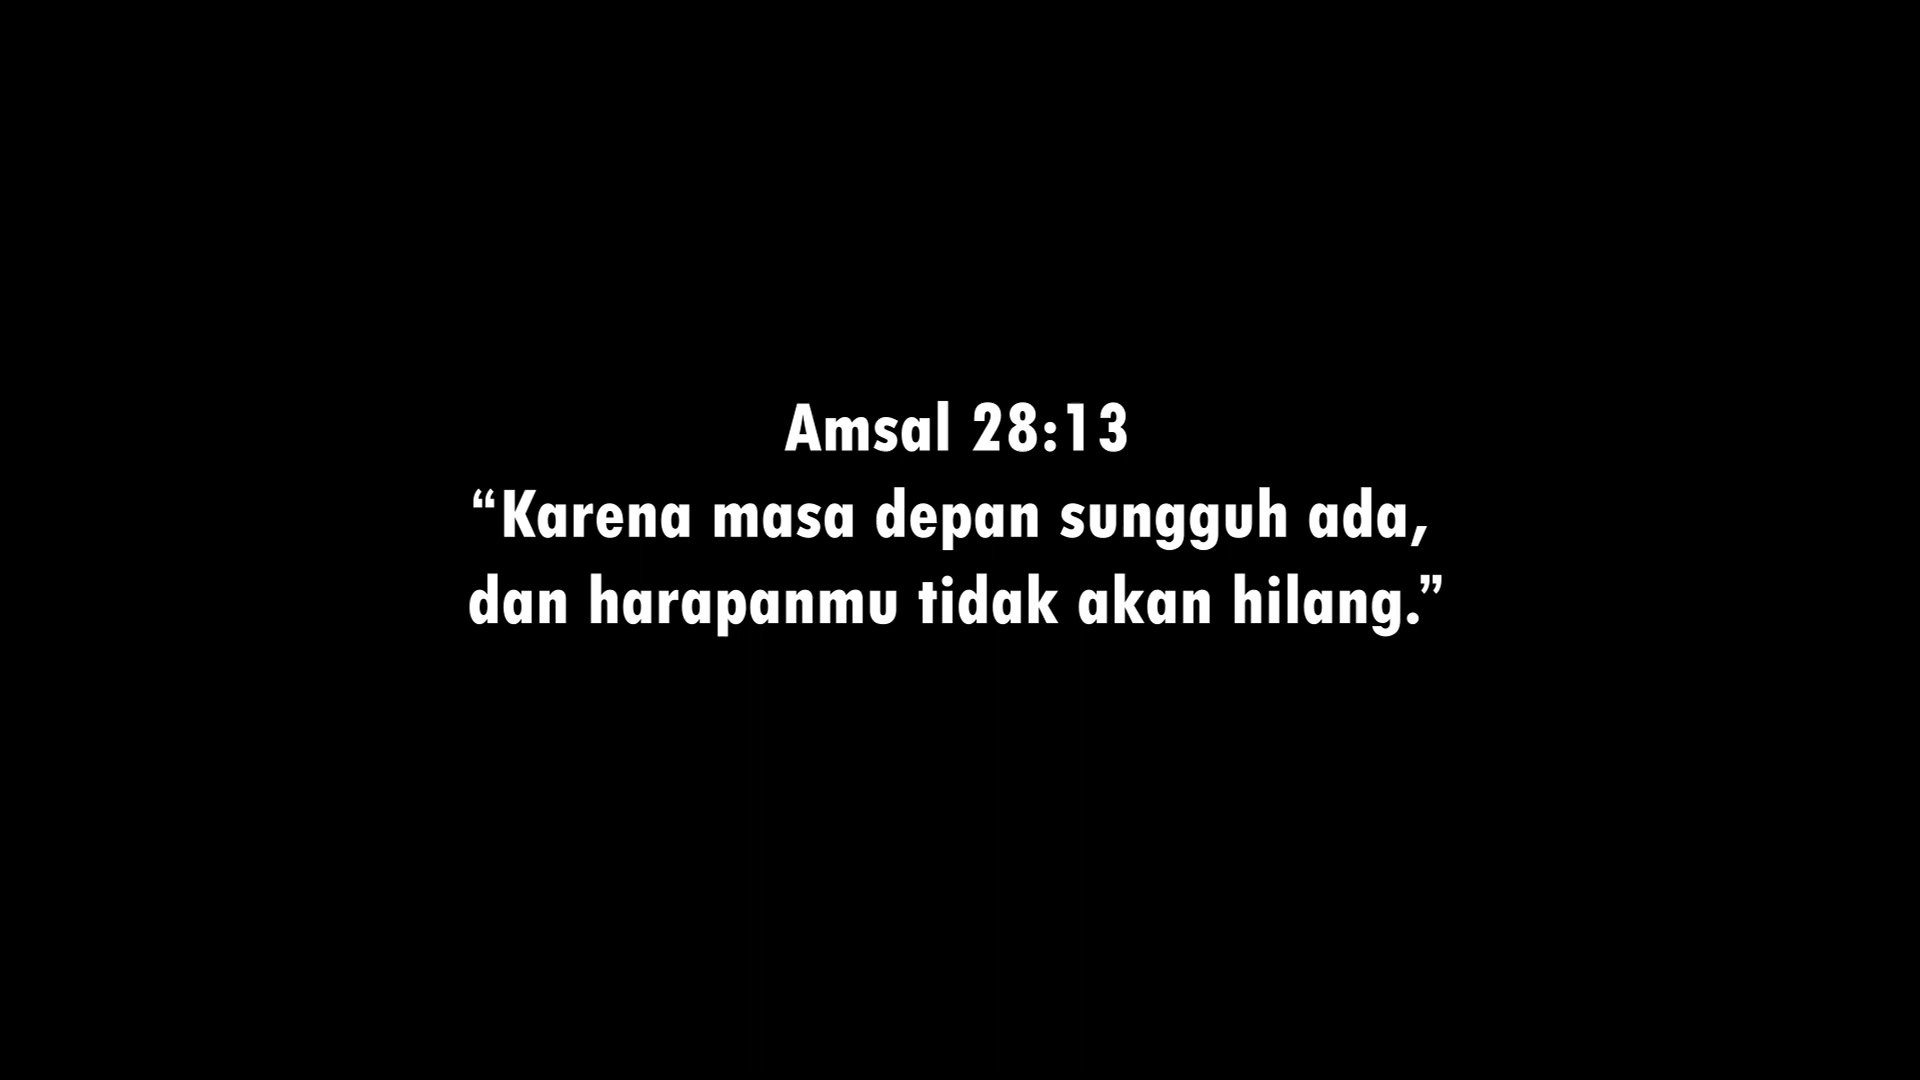 Amsal 28:13
“Karena masa depan sungguh ada,
dan harapanmu tidak akan hilang.”